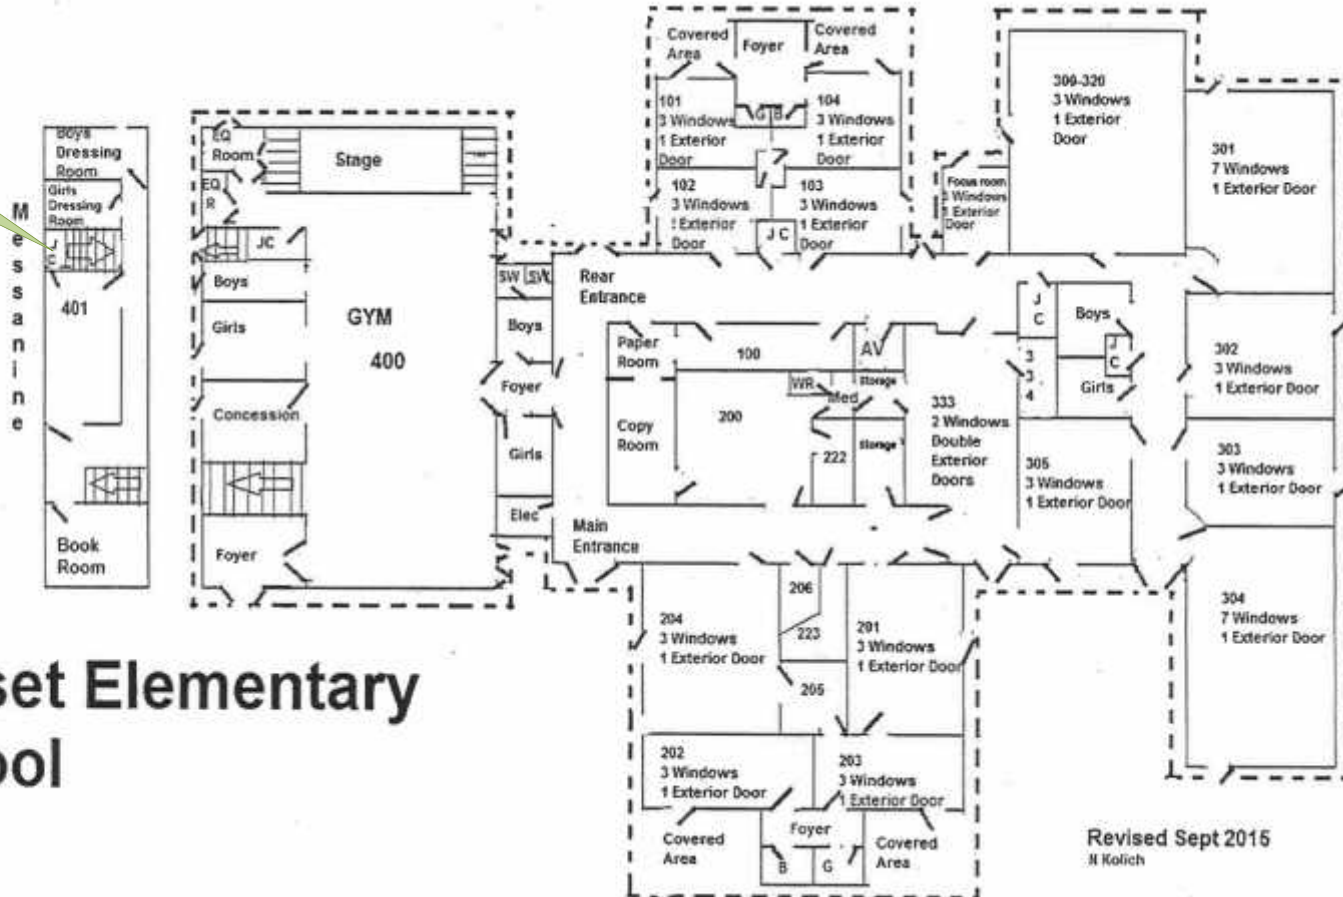 Boys
Dressing
Room
Girls
Dressing
Room
J
C
401
Book
Room
Messanine
EQ
Room
EQ
R
Stage
JC
Boys
Girls
GYM
400
Concession
Foyer
SW
SW
Boys
Foyer
Girls
Elec
Covered
Area
Foyer
Covered
Area
101
3 Windows
1 Exterior
Door
G
B
104
3 Windows
1 Exterior
Door
102
3 Windows
Exterior
Door
103
3 Windows
1 Exterior
Door
J C
Rear
Entrance
Paper
Room
100
AV
WR
Med
Storage
Copy
Room
200
222
Storage
Main
Entrance
333
2 Windows
Double
Exterior
Doors
Focus room
Windows
Exterior
Door
309-320
3 Windows
1 Exterior
Door
301
7 Windows
1 Exterior Door
J
C
Boys
J
C
334
Girls
302
3 Windows
1 Exterior Door
305
3 Windows
1 Exterior Door
303
3 Windows
1 Exterior Door
304
7 Windows
1 Exterior Door
204
3 Windows
1 Exterior Door
206
223
205
201
3 Windows
1 Exterior Door
202
3 Windows
1 Exterior Door
203
3 Windows
1 Exterior Door
Covered
Area
Foyer
B
G
Covered
Area
set Elementary
ool
Revised Sept 2015
N Kolich